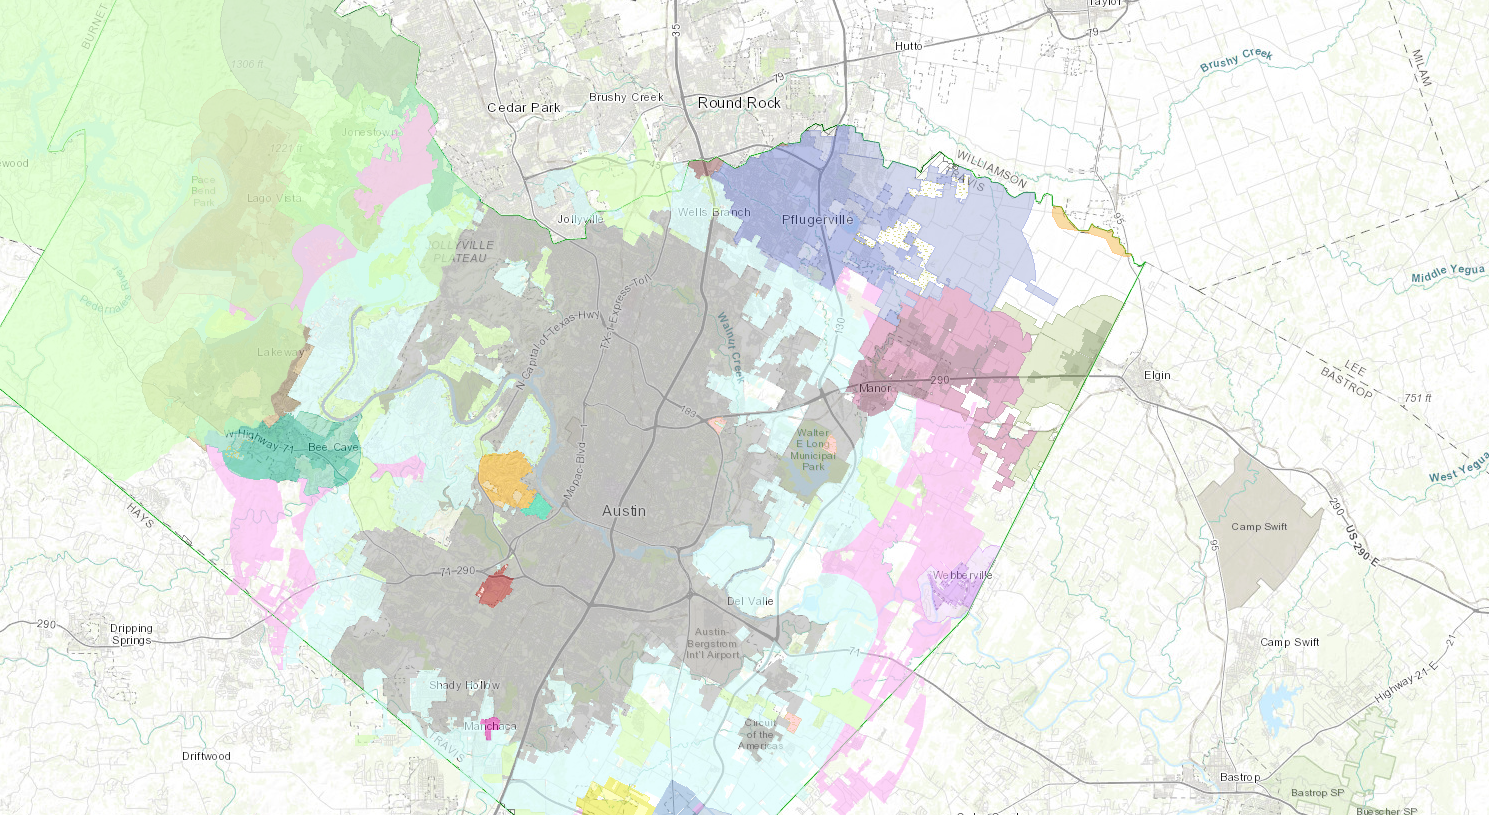 Taylor
79
35
BURNET
Hutto
Brushy Creek
MILAM
1306 ft
79
Cedar Park
Brushy Creek
Round Rock
Jonestown
1221 ft
WILLIAMSON
TRAVIS
ewood
Pace
Bend
Park
Lago Vista
Jollyville
Wells Branch
Pflugerville
95
JOLLYVILLE
PLATEAU
Middle Yegua
Pedernales
River
TX-1-Express-Toll
N Capital of Texas Hwy
Walnut Creek
130
Lakeway
LEE
BASTROP
751 ft
Manor
290
Elgin
183
W Highway-71
Bee Cave
Walter
E Long
Municipal
Park
Mopac-Blvd
1
West Yegua
HAYS
Austin
290
US-290-E
Camp Swift
95
71
290
Webberville
Del Valle
290
Dripping
Springs
Austin-
Bergstrom
Int'l Airport
71
Camp Swift
21
Highway 21 E
Shady Hollow
Manchaca
TRAVIS
Circuit
of the
Americas
Driftwood
Bastrop
Bastrop SP
Buescher SP